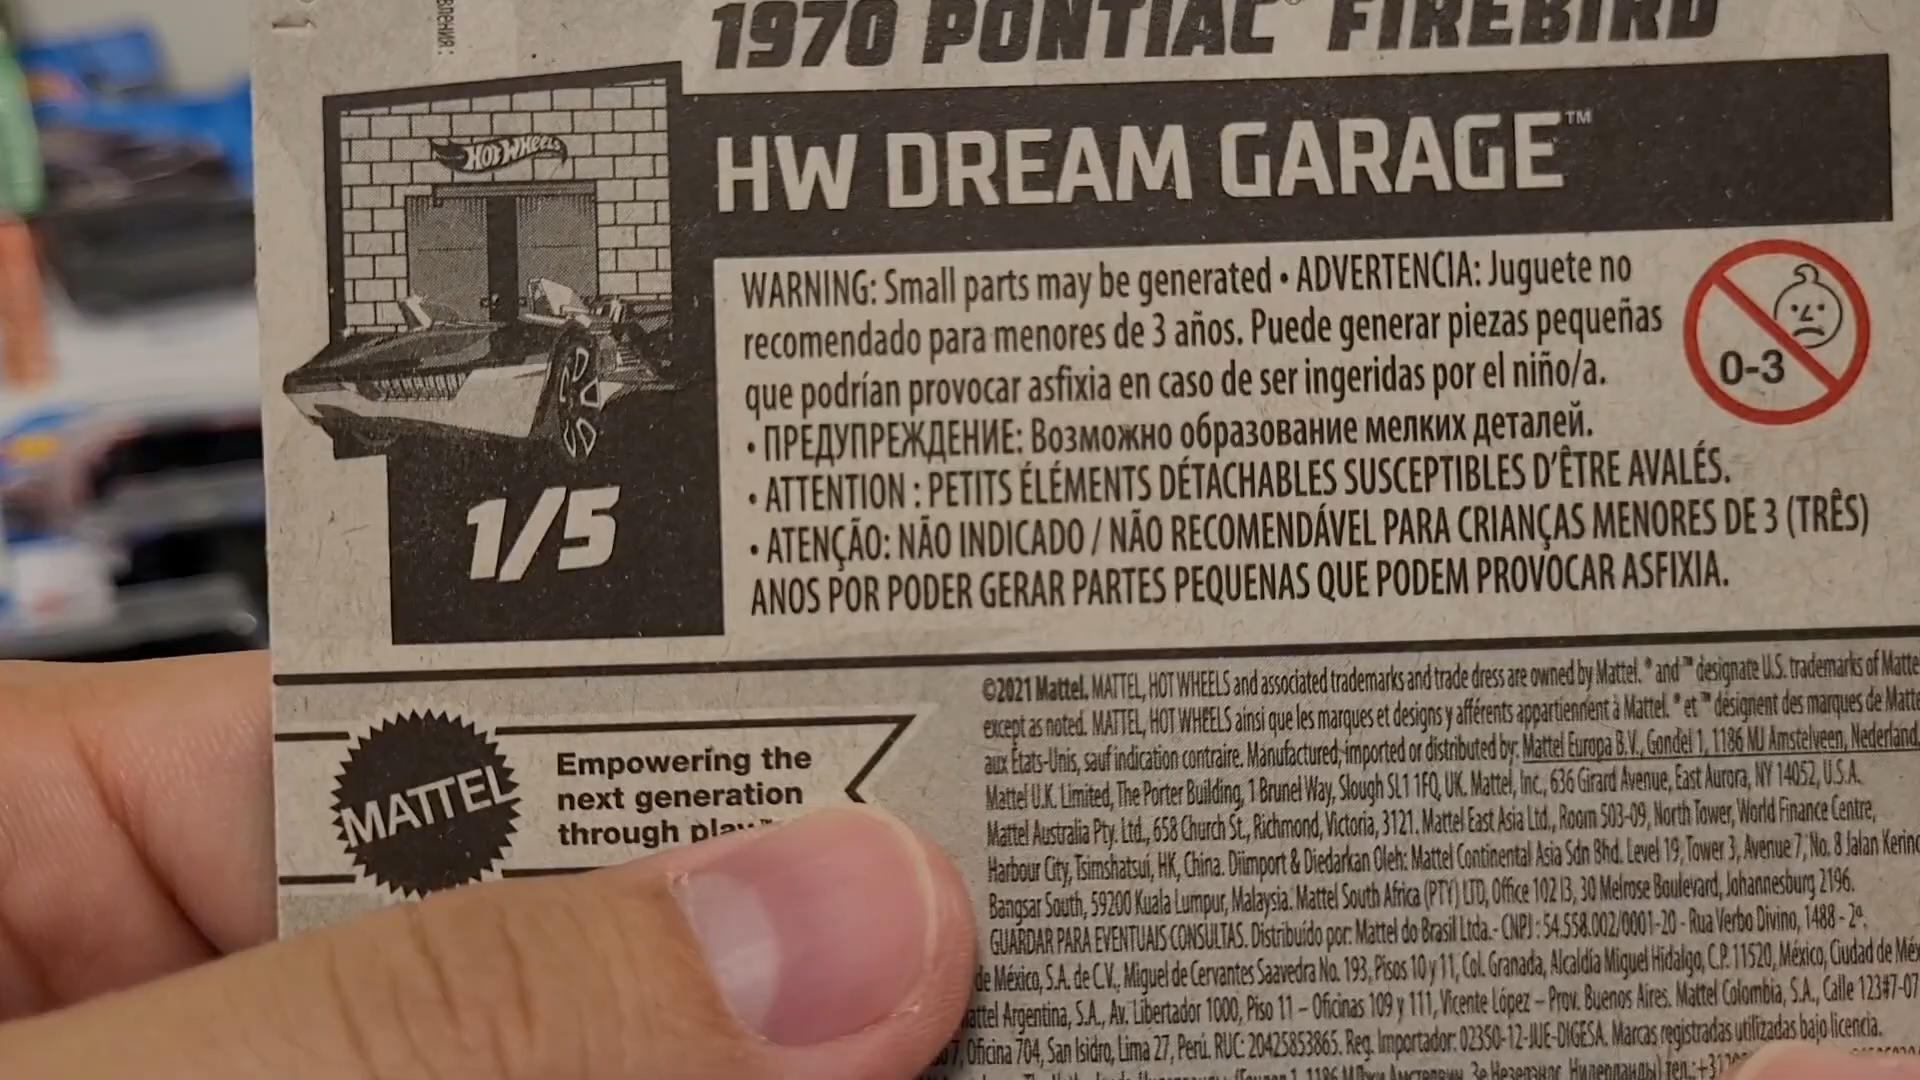 1970 PONTIAC® FIREBIRD
вления:
HOT WHEELS
HW DREAM GARAGE™
WARNING: Small parts may be generated • ADVERTENCIA: Juguete no
recomendado para menores de 3 años. Puede generar piezas pequeñas
que podrían provocar asfixia en caso de ser ingeridas por el niño/a.
• ПРЕДУПРЕЖДЕНИЕ: Возможно образование мелких деталей.
• ATTENTION : PETITS ÉLÉMENTS DÉTACHABLES SUSCEPTIBLES D'ÊTRE AVALÉS.
• ATENÇÃO: NÃO INDICADO / NÃO RECOMENDÁVEL PARA CRIANÇAS MENORES DE 3 (TRÊS)
ANOS POR PODER GERAR PARTES PEQUENAS QUE PODEM PROVOCAR ASFIXIA.
0-3
1/5
MATTEL
Empowering the
next generation
through play™
©2021 Mattel. MATTEL, HOT WHEELS and associated trademarks and trade dress are owned by Mattel. ® and ™ designate U.S. trademarks of Mattel
except as noted. MATTEL, HOT WHEELS ainsi que les marques et designs y afférents appartiennent à Mattel. ® et ™ désignent des marques de Matte
aux États-Unis, sauf indication contraire. Manufactured, imported or distributed by: Mattel Europa B.V., Gondel 1, 1186 MJ Amstelveen, Nederland.
Mattel U.K. Limited, The Porter Building, 1 Brunel Way, Slough SL1 1FQ, UK. Mattel, Inc., 636 Girard Avenue, East Aurora, NY 14052, U.S.A.
Mattel Australia Pty. Ltd., 658 Church St., Richmond, Victoria, 3121. Mattel East Asia Ltd., Room 503-09, North Tower, World Finance Centre,
Harbour City, Tsimshatsui, HK, China. Diimport & Diedarkan Oleh: Mattel Continental Asia Sdn Bhd. Level 19, Tower 3, Avenue 7, No. 8 Jalan Kerinc
Bangsar South, 59200 Kuala Lumpur, Malaysia. Mattel South Africa (PTY) LTD, Office 102 I3, 30 Melrose Boulevard, Johannesburg 2196.
GUARDAR PARA EVENTUAIS CONSULTAS. Distribuído por: Mattel do Brasil Ltda.- CNPJ : 54.558.002/0001-20 - Rua Verbo Divino, 1488 - 2º.
de México, S.A. de C.V., Miguel de Cervantes Saavedra No. 193, Pisos 10 y 11, Col. Granada, Alcaldía Miguel Hidalgo, C.P. 11520, México, Ciudad de Méx
attel Argentina, S.A., Av. Libertador 1000, Piso 11 – Oficinas 109 y 111, Vicente López – Prov. Buenos Aires. Mattel Colombia, S.A., Calle 123#7-07
7, Oficina 704, San Isidro, Lima 27, Perú. RUC: 20425853865. Reg. Importador: 02350-12-JUE-DIGESA. Marcas registradas utilizadas bajo licencia.